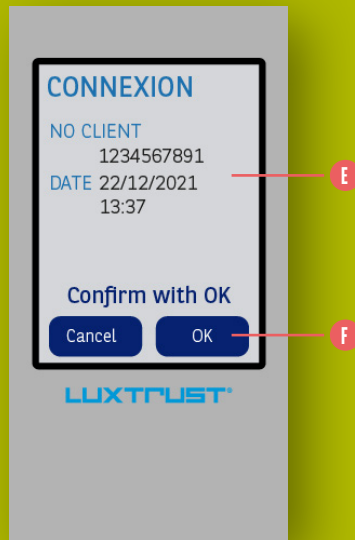 CONNEXION
NO CLIENT
1234567891
DATE 22/12/2021
13:37
E
Confirm with OK
Cancel OK
F
LUXTRUST®